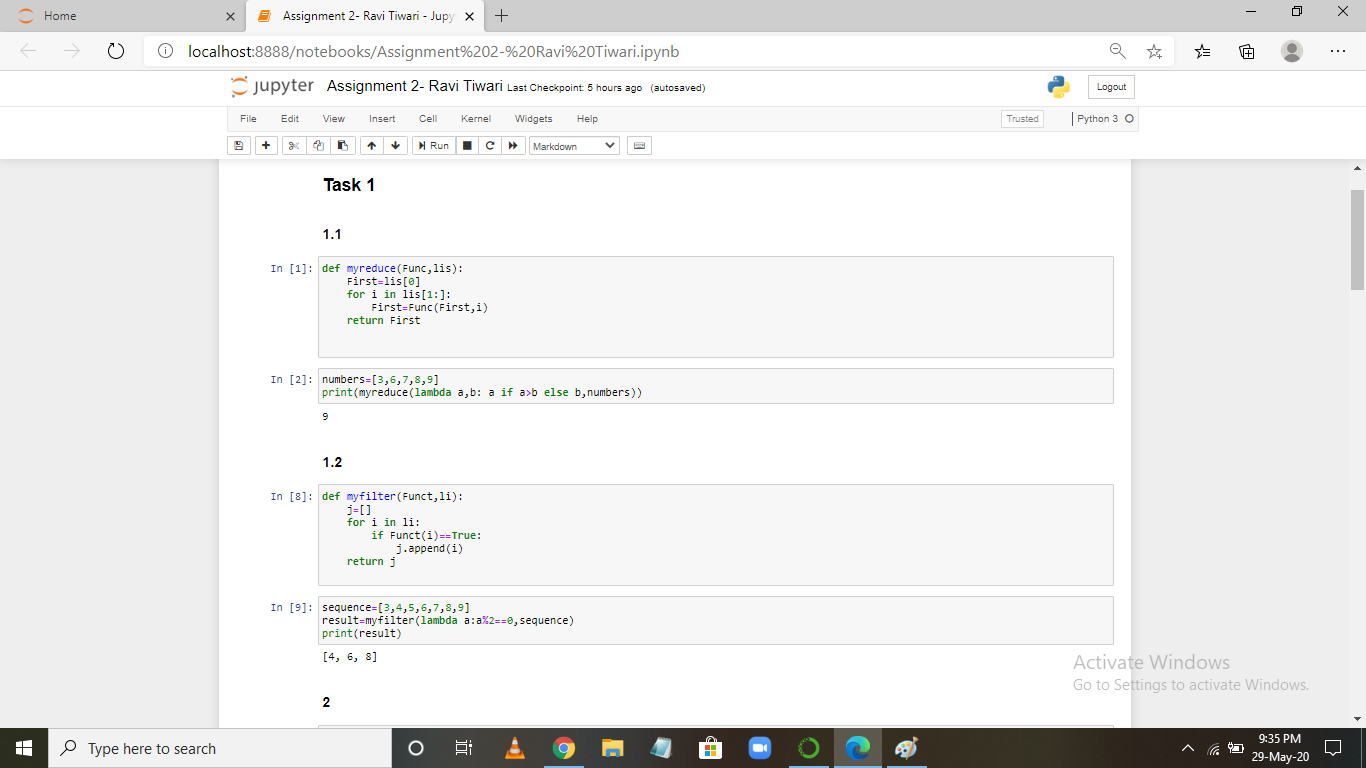 Home
Assignment 2- Ravi Tiwari - Jupy
localhost:8888/notebooks/Assignment%202-%20Ravi%20Tiwari.ipynb
jupyter Assignment 2- Ravi Tiwari Last Checkpoint: 5 hours ago (autosaved)
Logout
File Edit View Insert Cell Kernel Widgets Help
Trusted
Python 3
Run
Markdown
Task 1
1.1
In [1]: def myreduce(Func,lis):
First=lis[0]
for i in lis[1:]:
First=Func(First,i)
return First
In [2]: numbers=[3,6,7,8,9]
print(myreduce(lambda a,b: a if a>b else b,numbers))
9
1.2
In [8]: def myfilter(Funct,li):
j=[]
for i in li:
if Funct(i)==True:
j.append(i)
return j
In [9]: sequence=[3,4,5,6,7,8,9]
result=myfilter(lambda a:a%2==0,sequence)
print(result)
[4, 6, 8]
2
Activate Windows
Go to Settings to activate Windows.
Type here to search
9:35 PM
29-May-20